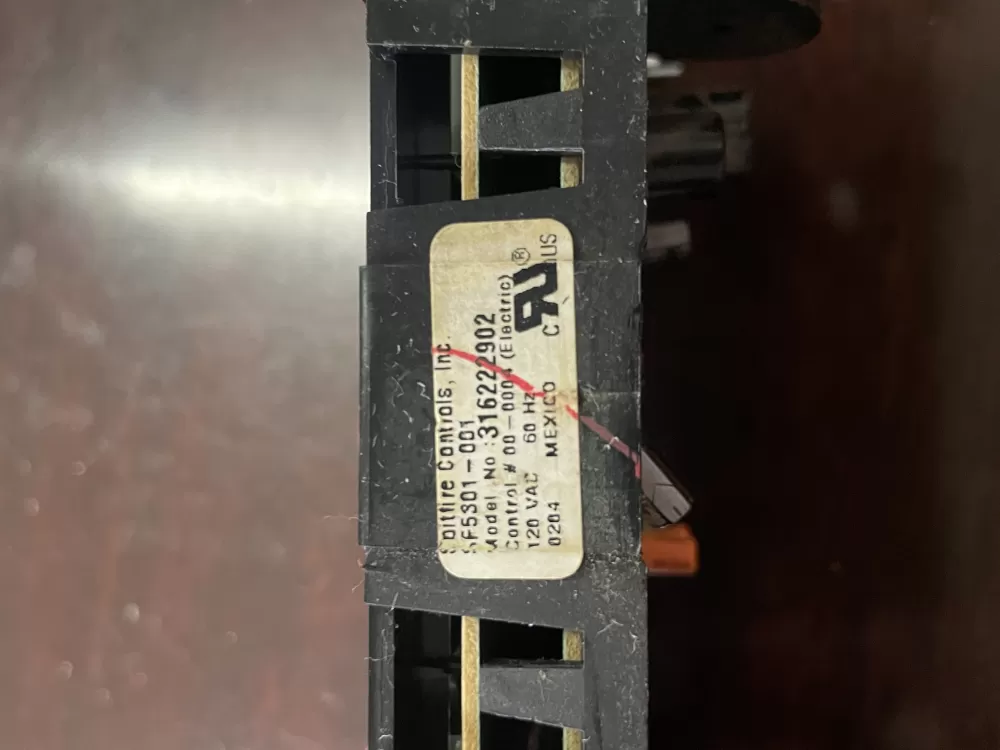 Spitfire Controls, Inc.
SF5301-001
Model No :316222902
Control # 00-0004 (Electric)
120 VAC 60 Hz
0204 MEXICO C RU ® US